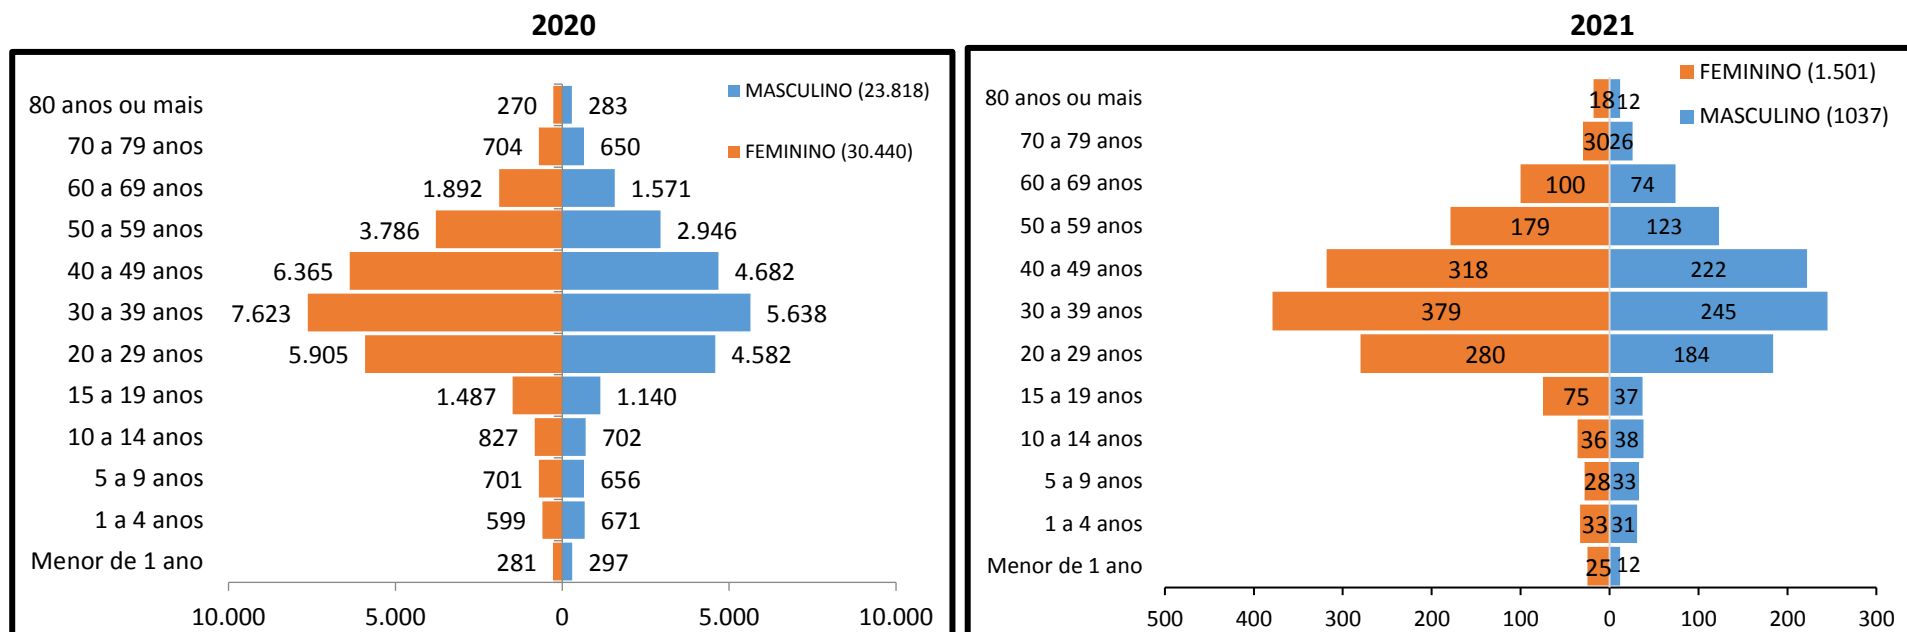 2020
MASCULINO (23.818)
FEMININO (30.440)
80 anos ou mais 270 283
70 a 79 anos 704 650
60 a 69 anos 1.892 1.571
50 a 59 anos 3.786 2.946
40 a 49 anos 6.365 4.682
30 a 39 anos 7.623 5.638
20 a 29 anos 5.905 4.582
15 a 19 anos 1.487 1.140
10 a 14 anos 827 702
5 a 9 anos 701 656
1 a 4 anos 599 671
Menor de 1 ano 281 297
10.000 5.000 0 5.000 10.000
2021
FEMININO (1.501)
MASCULINO (1037)
80 anos ou mais 18 12
70 a 79 anos 30 26
60 a 69 anos 100 74
50 a 59 anos 179 123
40 a 49 anos 318 222
30 a 39 anos 379 245
20 a 29 anos 280 184
15 a 19 anos 75 37
10 a 14 anos 36 38
5 a 9 anos 28 33
1 a 4 anos 33 31
Menor de 1 ano 25 12
500 400 300 200 100 0 100 200 300